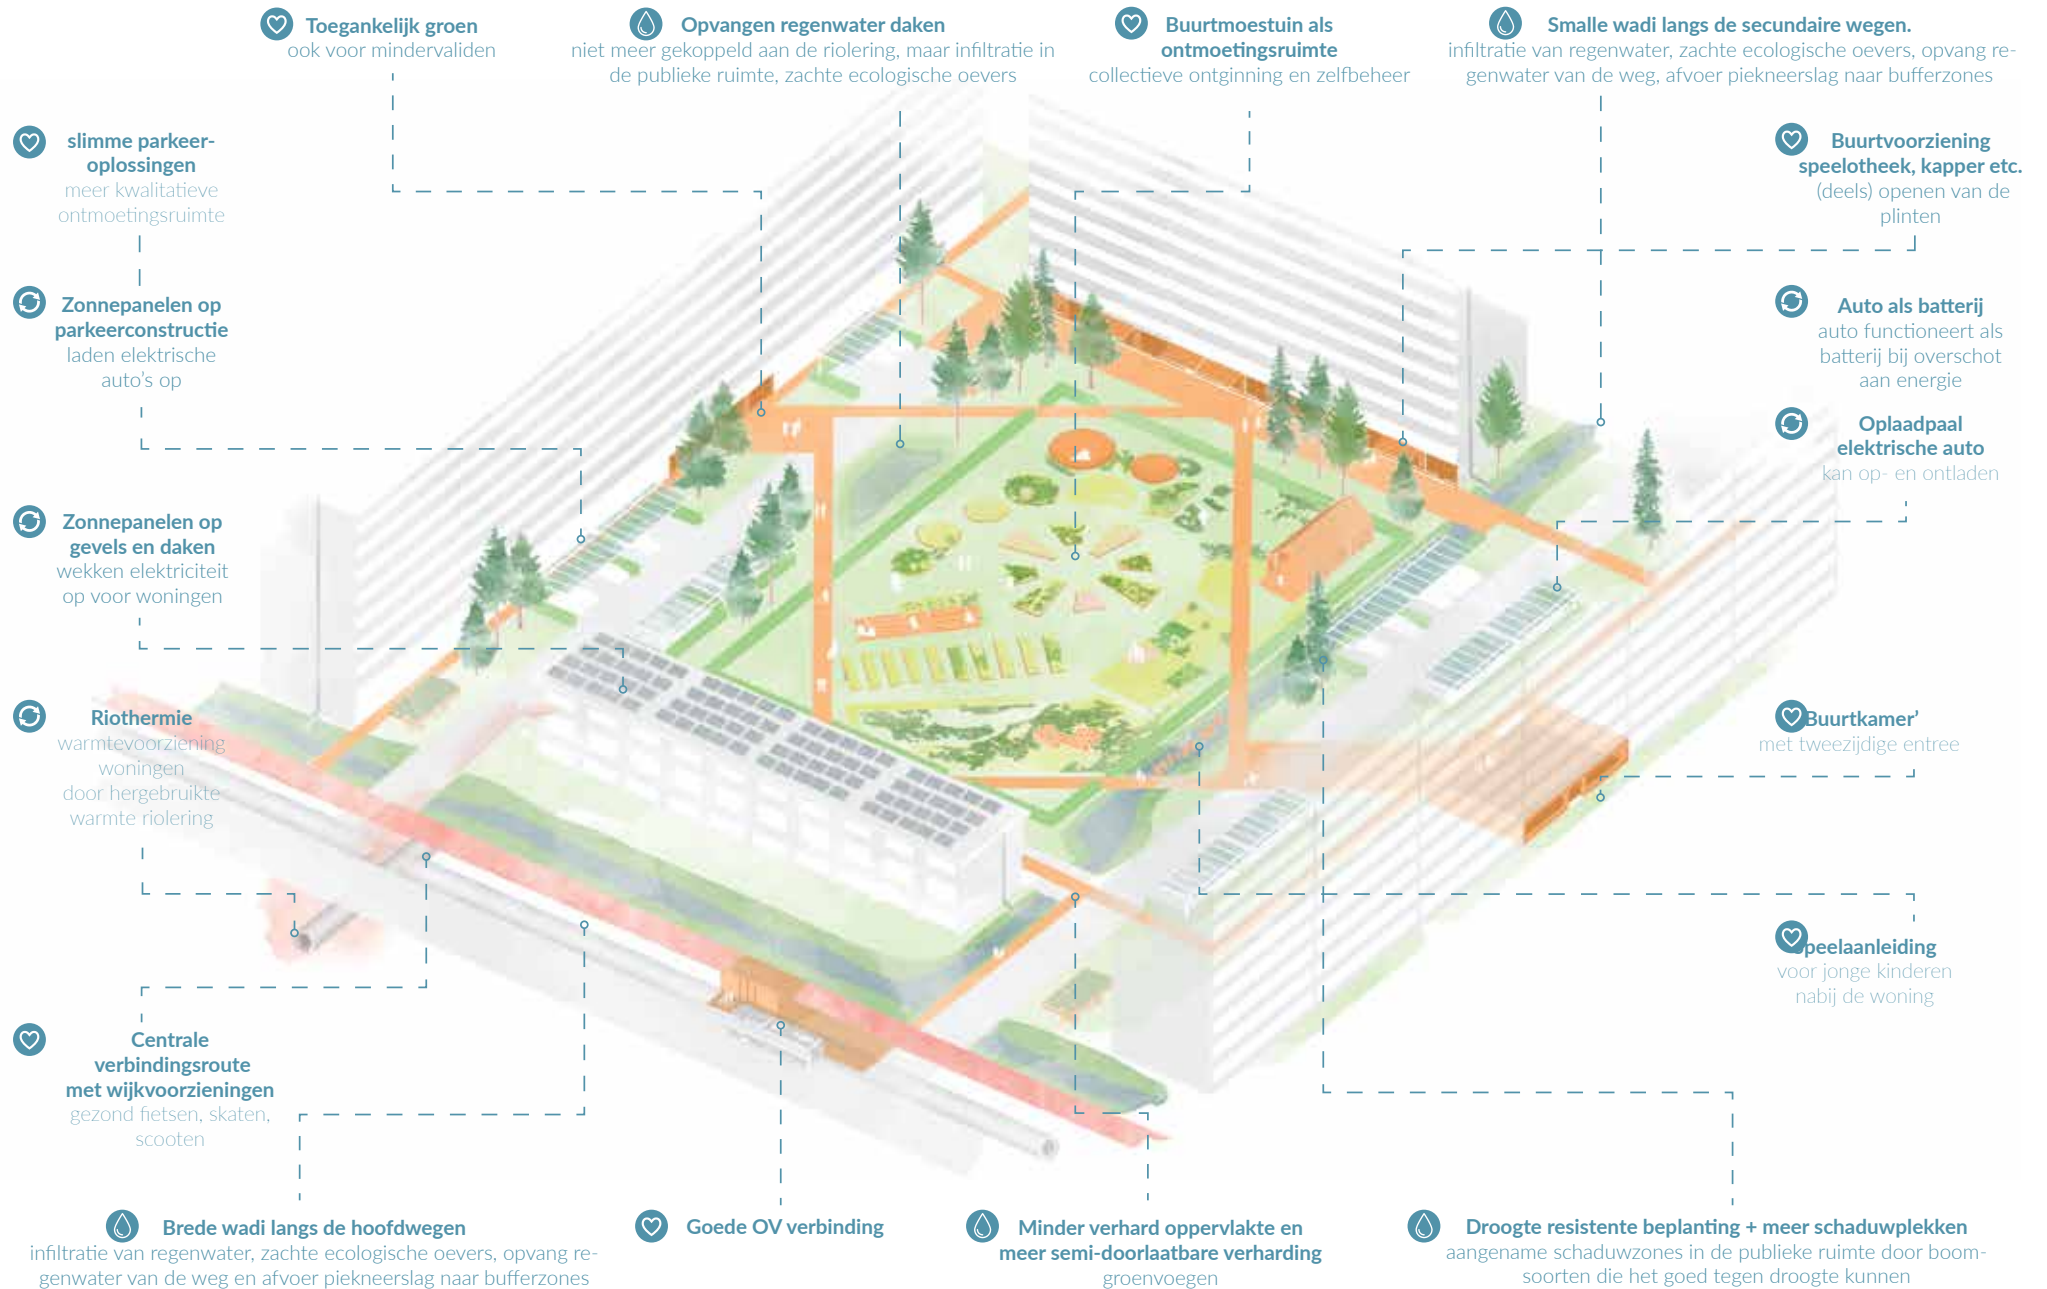 Toegankelijk groen
ook voor mindervaliden
Opvangen regenwater daken
niet meer gekoppeld aan de riolering, maar infiltratie in
de publieke ruimte, zachte ecologische oevers
Buurtmoestuin als
ontmoetingsruimte
collectieve ontginning en zelfbeheer
Smalle wadi langs de secundaire wegen.
infiltratie van regenwater, zachte ecologische oevers, opvang re-
genwater van de weg, afvoer piekneerslag naar bufferzones
slimme parkeer-
oplossingen
meer kwalitatieve
ontmoetingsruimte
Buurtvoorziening
speelotheek, kapper etc.
(deels) openen van de
plinten
Zonnepanelen op
parkeerconstructie
laden elektrische
auto's op
Auto als batterij
auto functioneert als
batterij bij overschot
aan energie
Oplaadpaal
elektrische auto
kan op- en ontladen
Zonnepanelen op
gevels en daken
wekken elektriciteit
op voor woningen
Riothermie
warmtevoorziening
woningen
door hergebruikte
warmte riolering
Buurtkamer’
met tweezijdige entree
peelaanleiding
voor jonge kinderen
nabij de woning
Centrale
verbindingsroute
met wijkvoorzieningen
gezond fietsen, skaten,
scooten
Brede wadi langs de hoofdwegen
infiltratie van regenwater, zachte ecologische oevers, opvang re-
genwater van de weg en afvoer piekneerslag naar bufferzones
Goede OV verbinding
Minder verhard oppervlakte en
meer semi-doorlaatbare verharding
groenvoegen
Droogte resistente beplanting + meer schaduwplekken
aangename schaduwzones in de publieke ruimte door boom-
soorten die het goed tegen droogte kunnen